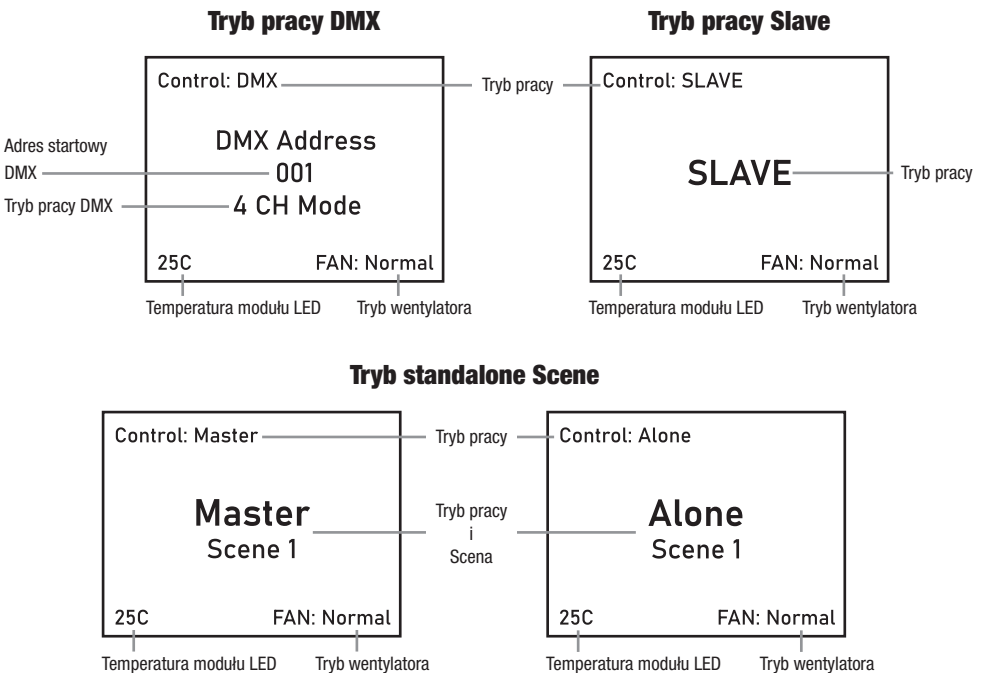 Tryb pracy DMX
Tryb pracy Slave
Control: DMX
Tryb pracy
Control: SLAVE
Adres startowy
DMX
DMX Address
001
Tryb pracy DMX
4 CH Mode
SLAVE
Tryb pracy
25C
FAN: Normal
25C
FAN: Normal
Temperatura modułu LED
Tryb wentylatora
Temperatura modułu LED
Tryb wentylatora
Tryb standalone Scene
Control: Master
Tryb pracy
Control: Alone
Master
Scene 1
Tryb pracy
i
Scena
Alone
Scene 1
25C
FAN: Normal
25C
FAN: Normal
Temperatura modułu LED
Tryb wentylatora
Temperatura modułu LED
Tryb wentylatora